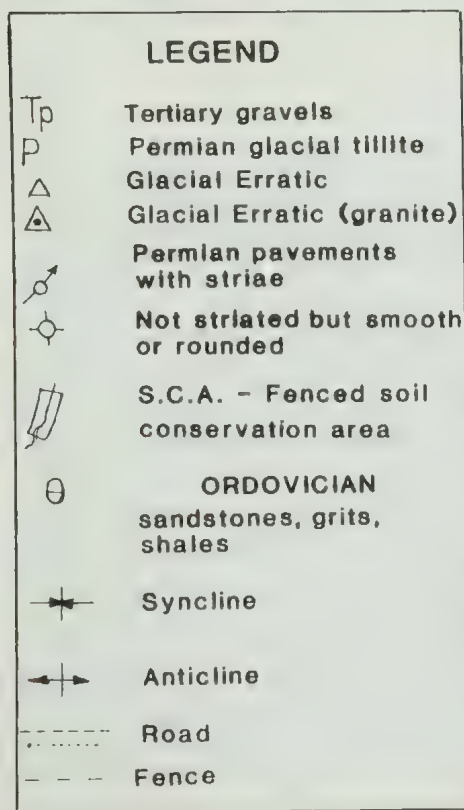 LEGEND
Tp Tertiary gravels
P Permian glacial tillite
Glacial Erratic
Glacial Erratic (granite)
Permian pavements
with striae
Not striated but smooth
or rounded
S.C.A. - Fenced soil
conservation area
θ ORDOVICIAN
sandstones, grits,
shales
Syncline
Anticline
Road
Fence